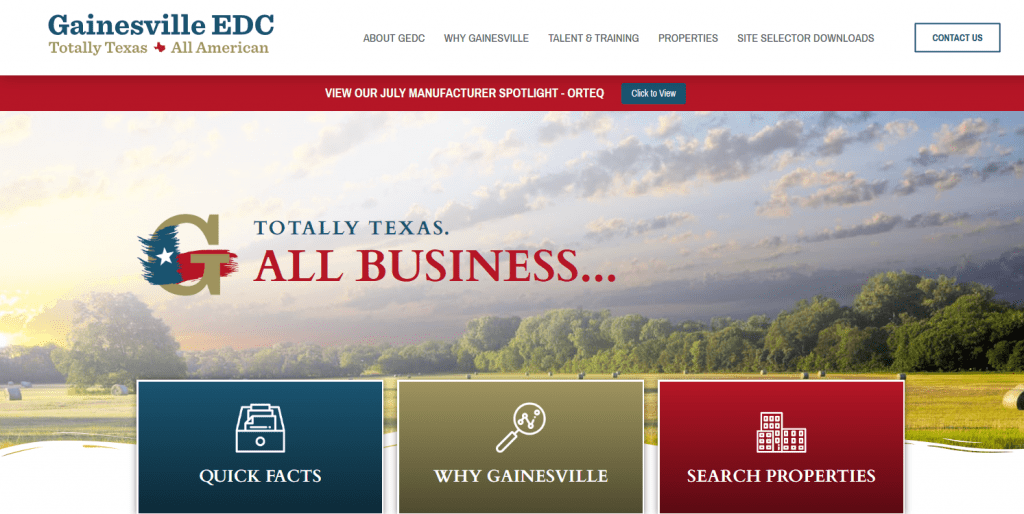 Gainesville EDC
Totally Texas All American
ABOUT GEDC WHY GAINESVILLE TALENT & TRAINING PROPERTIES SITE SELECTOR DOWNLOADS CONTACT US
VIEW OUR JULY MANUFACTURER SPOTLIGHT - ORTEQ Click to View
G
TOTALLY TEXAS.
ALL BUSINESS...
QUICK FACTS WHY GAINESVILLE SEARCH PROPERTIES